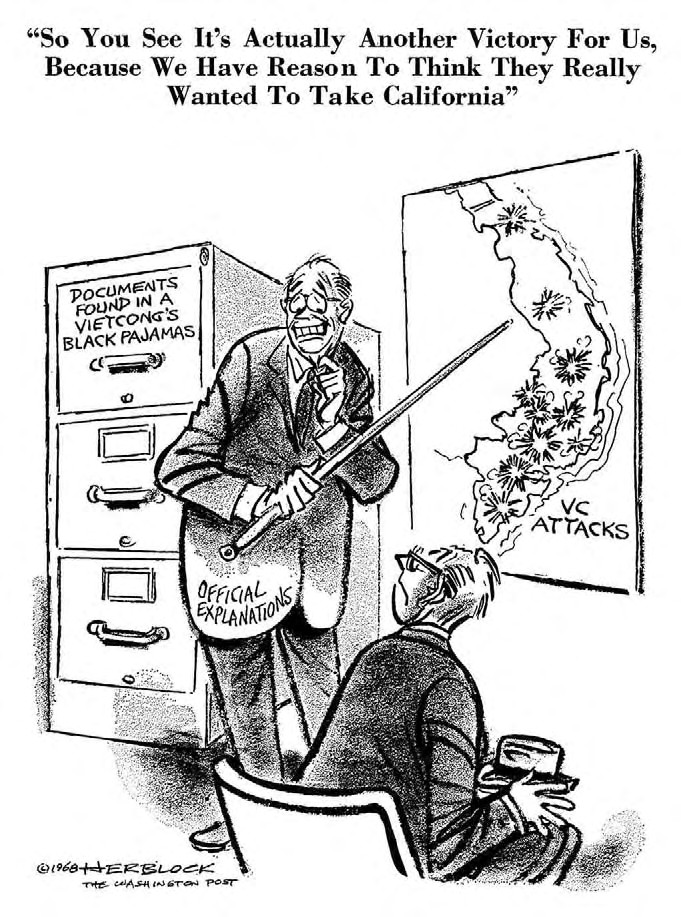 “So You See It’s Actually Another Victory For Us,
Because We Have Reason To Think They Really
Wanted To Take California”
DOCUMENTS
FOUND IN A
VIETCONG'S
BLACK PAJAMAS
VC
ATTACKS
OFFICIAL
EXPLANATIONS
©1968 HERBLOCK
THE WASHINGTON POST